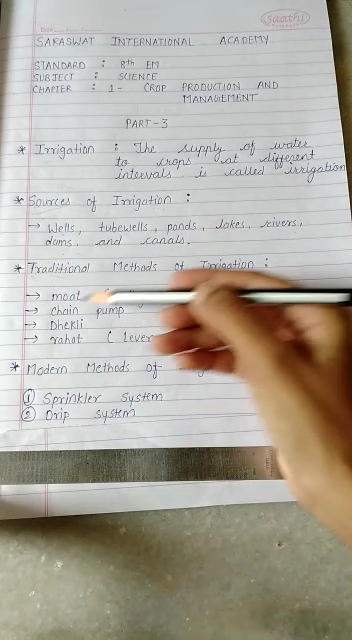 saathi
Date
SARASWAT INTERNATIONAL ACADEMY
STANDARD : 8th EM
SUBJECT : SCIENCE
CHAPTER : 1- CROP PRODUCTION AND
MANAGEMENT
PART-3
* Irrigation : The supply of water
to crops at different
intervals is called irrigation
* Sources of Irrigation :
→ Wells, tubewells, ponds, lakes, rivers,
dams, and canals.
* Traditional Methods of Irrigation :
→ moat
→ chain pump
→ Dhekli
→ rahat ( Lever
* Modern Methods of
① Sprinkler System
② Drip System